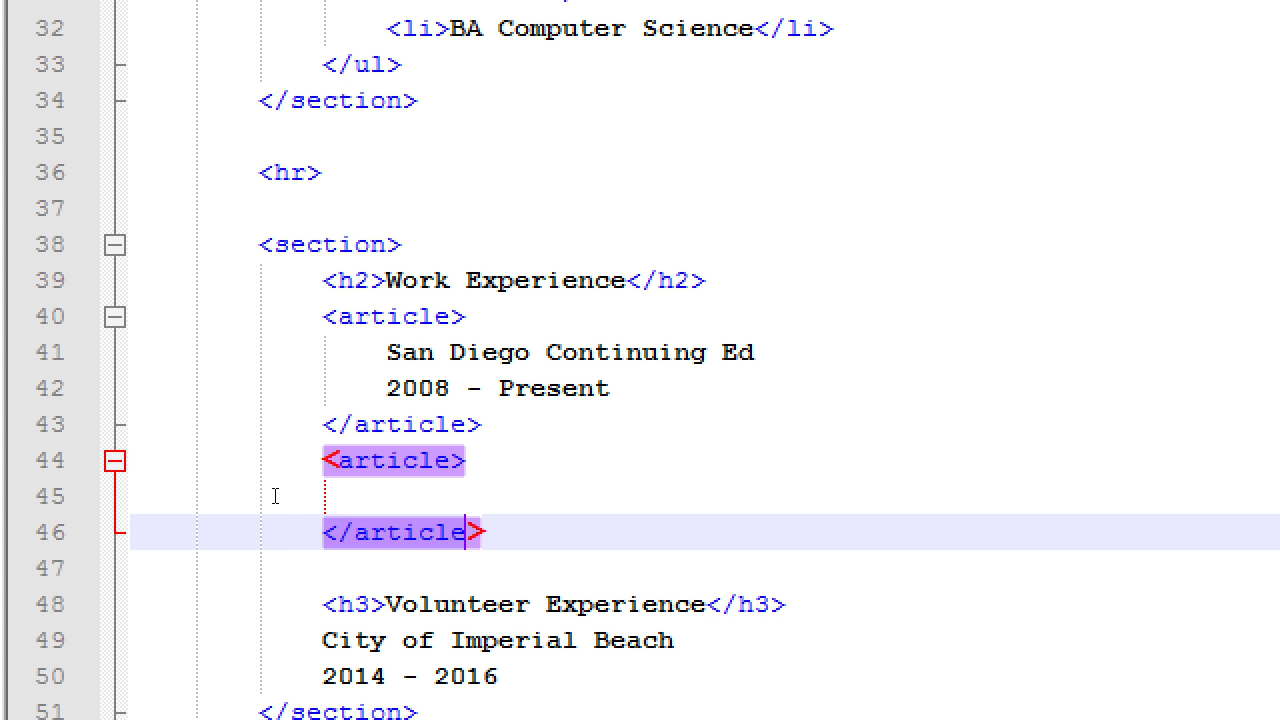 32 <li>BA Computer Science</li>
33 </ul>
34 </section>
35
36 <hr>
37
38 <section>
39 <h2>Work Experience</h2>
40 <article>
41 San Diego Continuing Ed
42 2008 - Present
43 </article>
44 <article>
45
46 </article>
47
48 <h3>Volunteer Experience</h3>
49 City of Imperial Beach
50 2014 - 2016
51 </section>